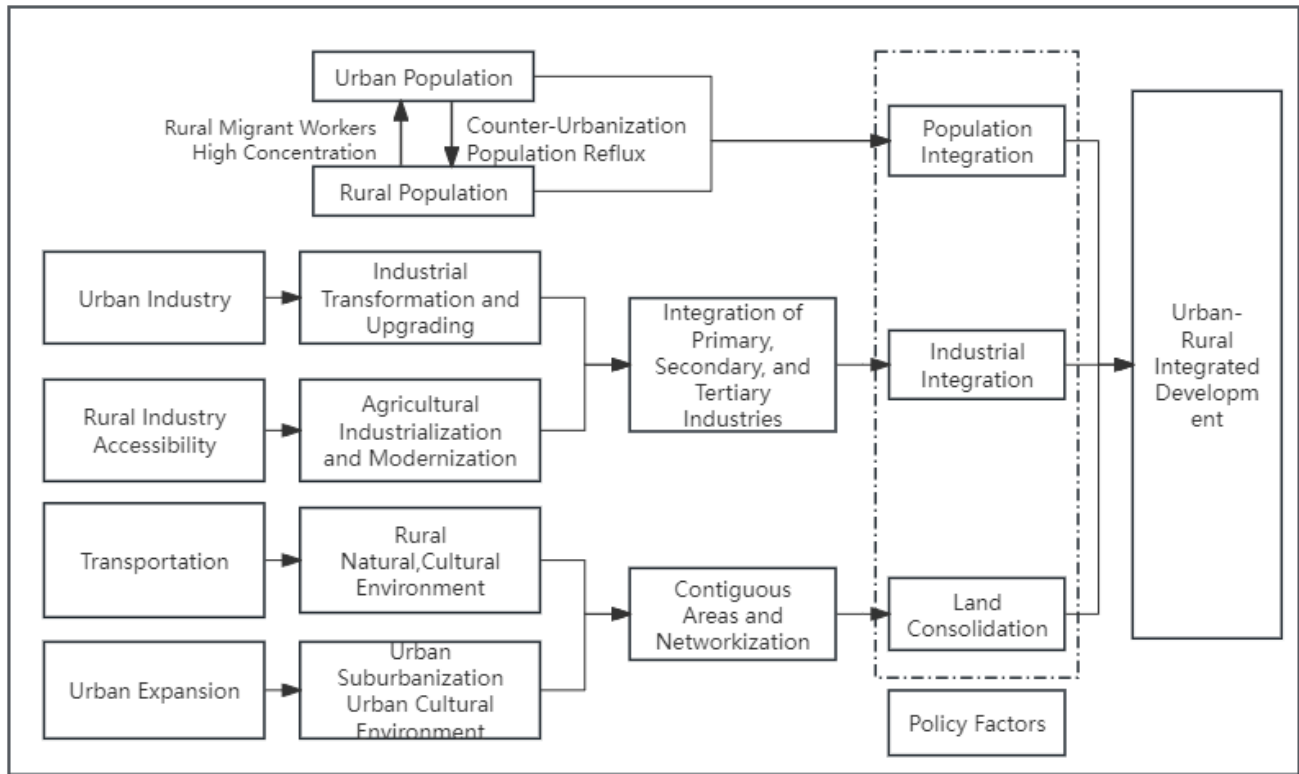 Urban Population
Rural Migrant Workers
High Concentration
Counter-Urbanization
Population Reflux
Rural Population
Population
Integration
Urban Industry
Industrial
Transformation and
Upgrading
Rural Industry
Accessibility
Agricultural
Industrialization
and Modernization
Integration of
Primary,
Secondary, and
Tertiary
Industries
Industrial
Integration
Transportation
Rural
Natural,Cultural
Environment
Urban Expansion
Urban
Suburbanization
Urban Cultural
Environment
Contiguous
Areas and
Networkization
Land
Consolidation
Policy Factors
Urban-
Rural
Integrated
Developm
ent